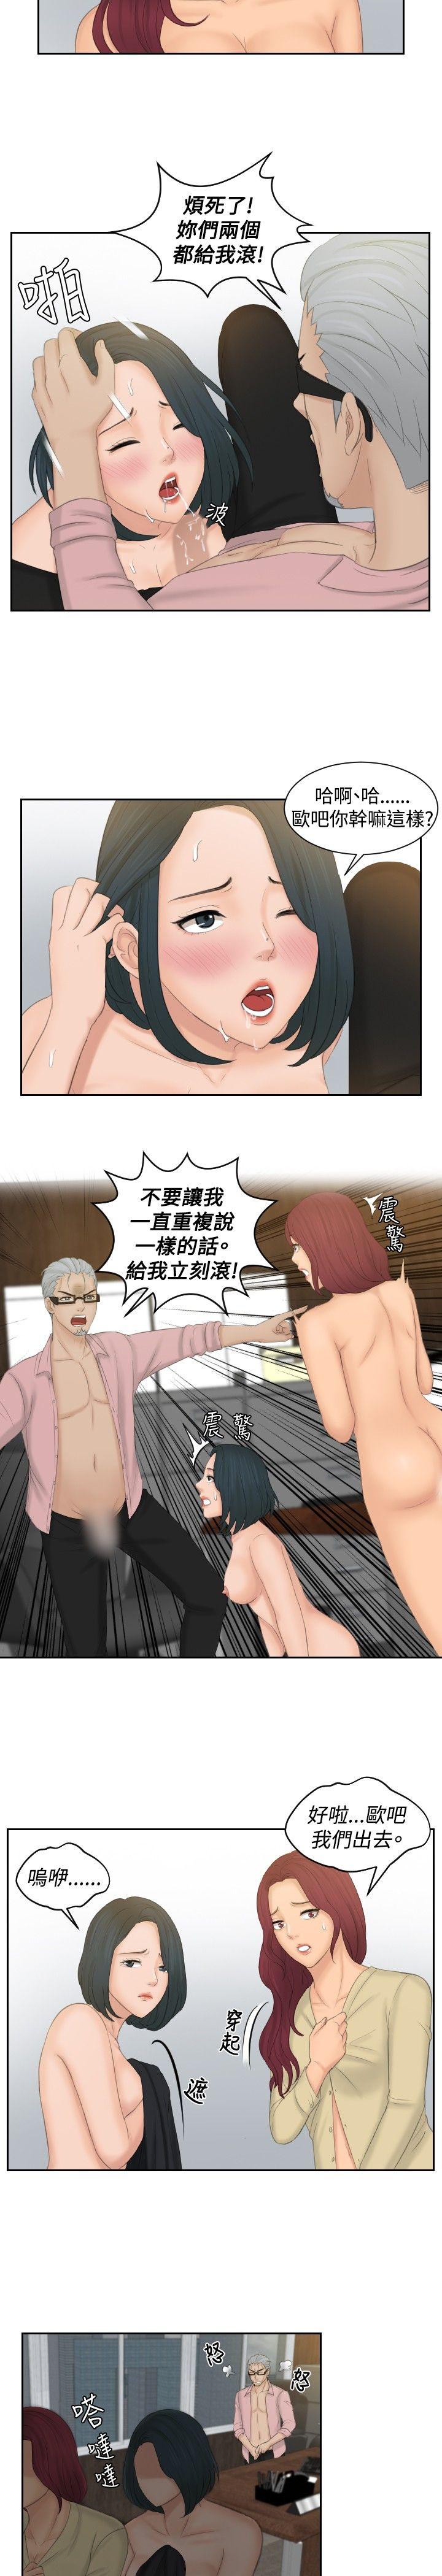 煩死了!
妳們兩個
都給我滾!
啪
波
哈啊、哈......
歐吧你幹嘛這樣?
不要讓我
一直重複說
一樣的話。
給我立刻滾!
震驚
震驚
好啦...歐吧
我們出去。
嗚咿......
穿起
遮
怒
怒
嗒
噠
噠